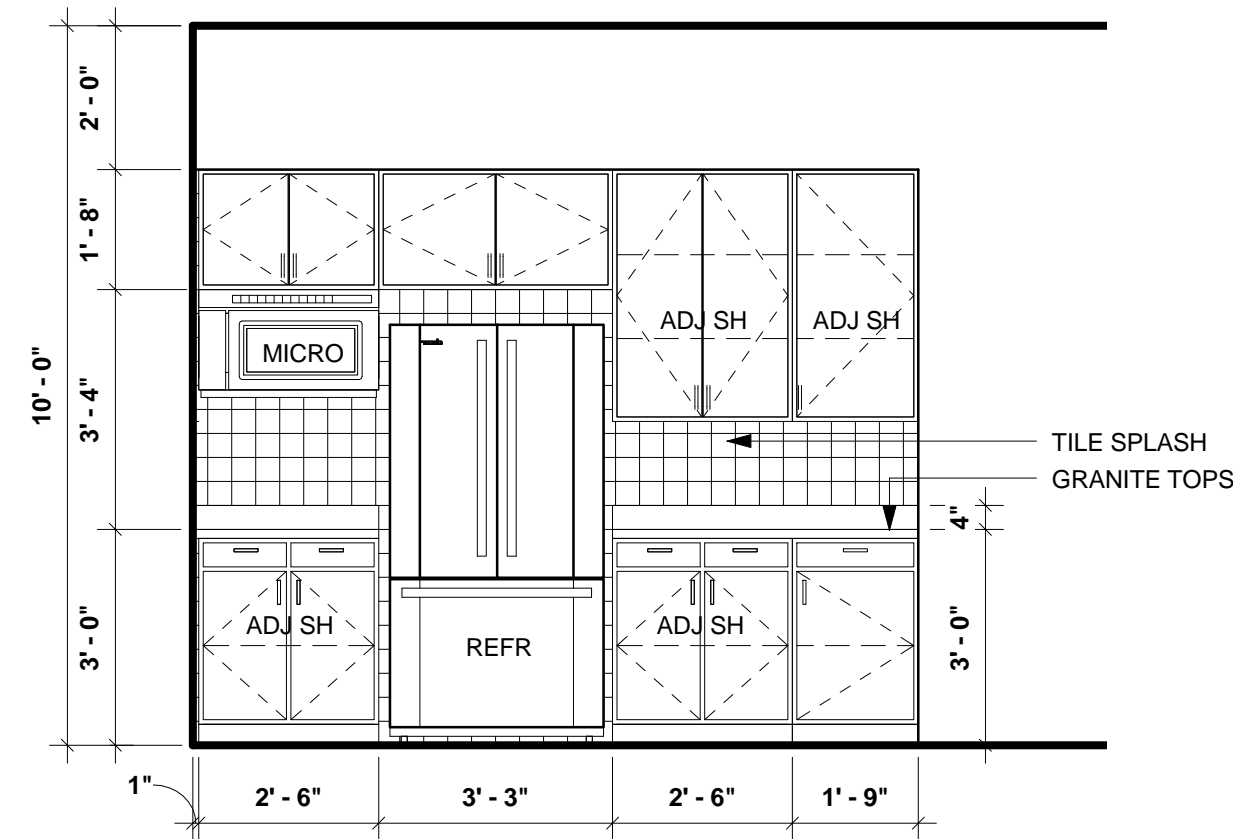 10' - 0"
2' - 0"
1' - 8"
3' - 4"
3' - 0"
MICRO
ADJ SH
ADJ SH
TILE SPLASH
GRANITE TOPS
4"
3' - 0"
ADJ SH
REFR
ADJ SH
1"
2' - 6"
3' - 3"
2' - 6"
1' - 9"